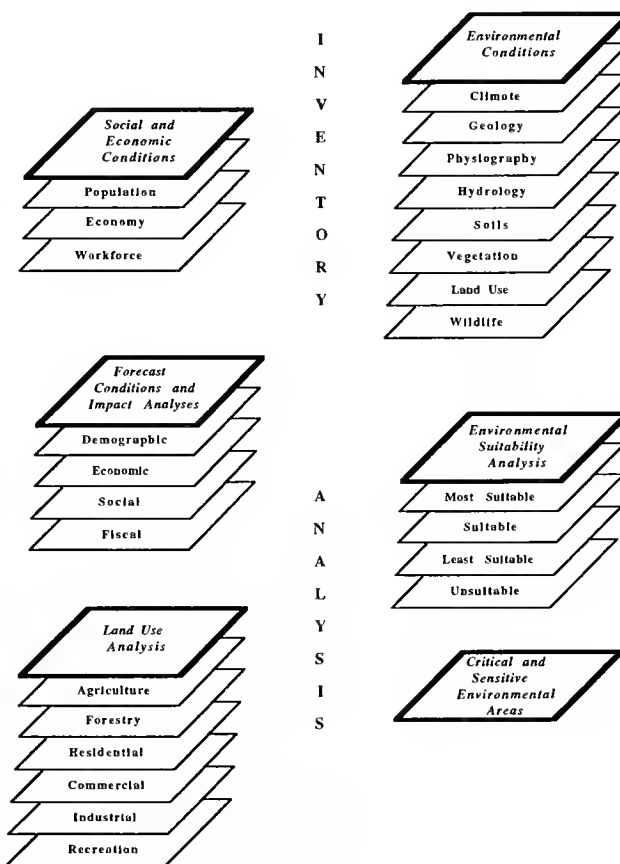 I
N
V
E
N
T
O
R
Y
Social and
Economic
Conditions
Population
Economy
Workforce
Environmental
Conditions
Climate
Geology
Physiography
Hydrology
Soils
Vegetation
Land Use
Wildlife
A
N
A
L
Y
S
I
S
Forecast
Conditions and
Impact Analyses
Demographic
Economic
Social
Fiscal
Environmental
Suitability
Analysis
Most Suitable
Suitable
Least Suitable
Unsuitable
Land Use
Analysis
Agriculture
Forestry
Residential
Commercial
Industrial
Recreation
Critical and
Sensitive
Environmental
Areas